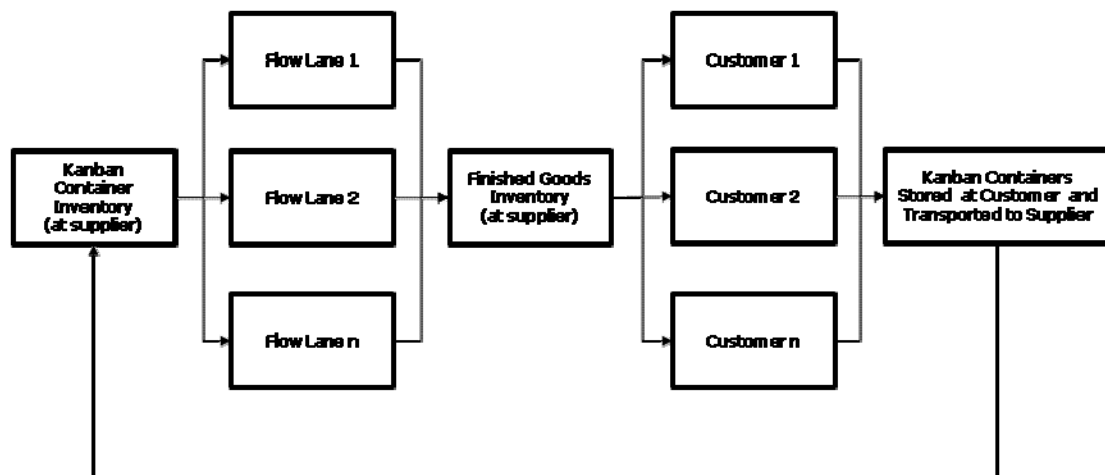 Flow Lane 1
Customer 1
Kanban
Container
Inventory
(at supplier)
Flow Lane 2
Finished Goods
Inventory
(at supplier)
Customer 2
Kanban Containers
Stored at Customer and
Transported to Supplier
Flow Lane n
Customer n